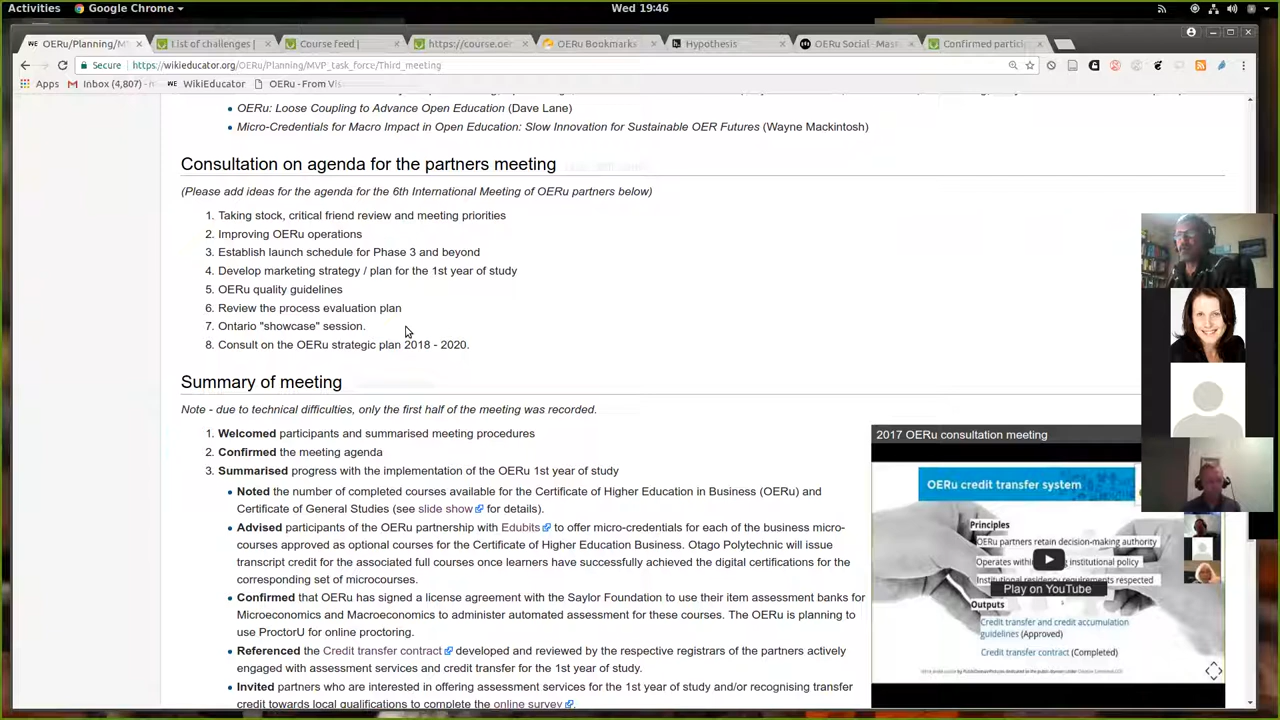 Activities
Google Chrome
Wed 19:46
OERu/Planning/M
List of challenges |
Course feed |
https://course.oer
OERu Bookmarks
Hypothesis
OERu Social - Mas
Confirmed partici
Secure
https://wikieducator.org/OERu/Planning/MVP_task_force/Third_meeting
Apps
Inbox (4,807) -
WikiEducator
OERu - From Vis
OERu: Loose Coupling to Advance Open Education (Dave Lane)
Micro-Credentials for Macro Impact in Open Education: Slow Innovation for Sustainable OER Futures (Wayne Mackintosh)
Consultation on agenda for the partners meeting
(Please add ideas for the agenda for the 6th International Meeting of OERu partners below)
1. Taking stock, critical friend review and meeting priorities
2. Improving OERu operations
3. Establish launch schedule for Phase 3 and beyond
4. Develop marketing strategy / plan for the 1st year of study
5. OERu quality guidelines
6. Review the process evaluation plan
7. Ontario "showcase" session.
8. Consult on the OERu strategic plan 2018 - 2020.
Summary of meeting
Note - due to technical difficulties, only the first half of the meeting was recorded.
1. Welcomed participants and summarised meeting procedures
2. Confirmed the meeting agenda
3. Summarised progress with the implementation of the OERu 1st year of study
Noted the number of completed courses available for the Certificate of Higher Education in Business (OERu) and
Certificate of General Studies (see slide show for details).
Advised participants of the OERu partnership with Edubits to offer micro-credentials for each of the business micro-
courses approved as optional courses for the Certificate of Higher Education Business. Otago Polytechnic will issue
transcript credit for the associated full courses once learners have successfully achieved the digital certifications for the
corresponding set of microcourses.
Confirmed the OERu has signed a license agreement with the Saylor Foundation to use their item assessment banks for
Microeconomics and Macroeconomics to administer automated assessment for these courses. The OERu is planning to
use ProctorU for online proctoring.
Referenced the Credit transfer contract developed and reviewed by the respective registrars of the partners actively
engaged with assessment services and credit transfer for the 1st year of study.
Invited partners who are interested in offering assessment services for the 1st year of study and/or recognising transfer
credit towards local qualifications to complete the online survey.
2017 OERu consultation meeting
OERu credit transfer system
Principles
OERu partners retain decision-making authority
Operates within institutional policy
Institutional residency requirements respected
Play on YouTube
Outputs
Credit transfer and credit accumulation
guidelines (Approved)
Credit transfer contract (Completed)